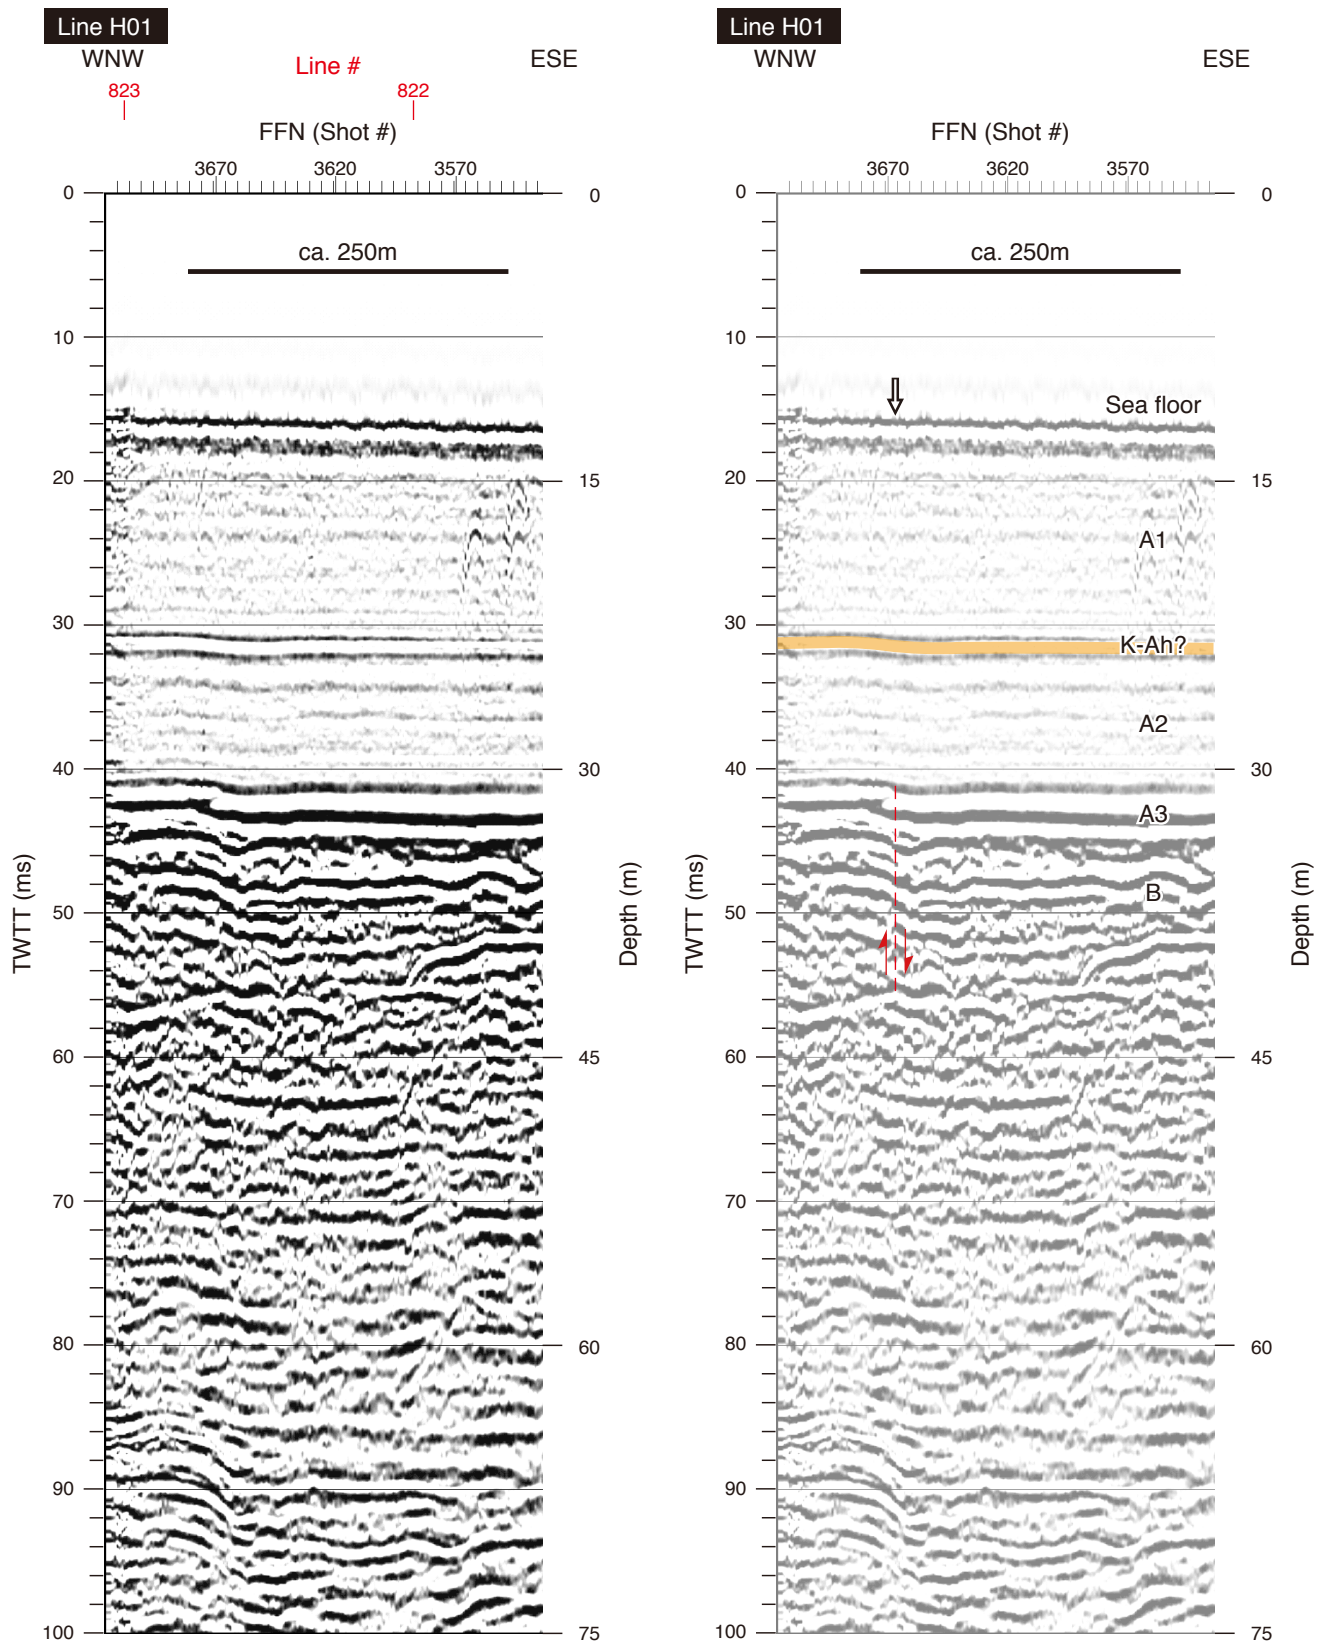 Line H01
WNW
Line #
ESE
823
822
FFN (Shot #)
3670
3620
3570
0
0
ca. 250m
10
20
15
30
40
30
TWTT (ms)
Depth (m)
50
60
45
70
80
60
90
100
75
Line H01
WNW
ESE
FFN (Shot #)
3670
3620
3570
0
0
ca. 250m
10
Sea floor
20
15
A1
30
K-Ah?
A2
40
30
A3
TWTT (ms)
B
Depth (m)
50
60
45
70
80
60
90
100
75